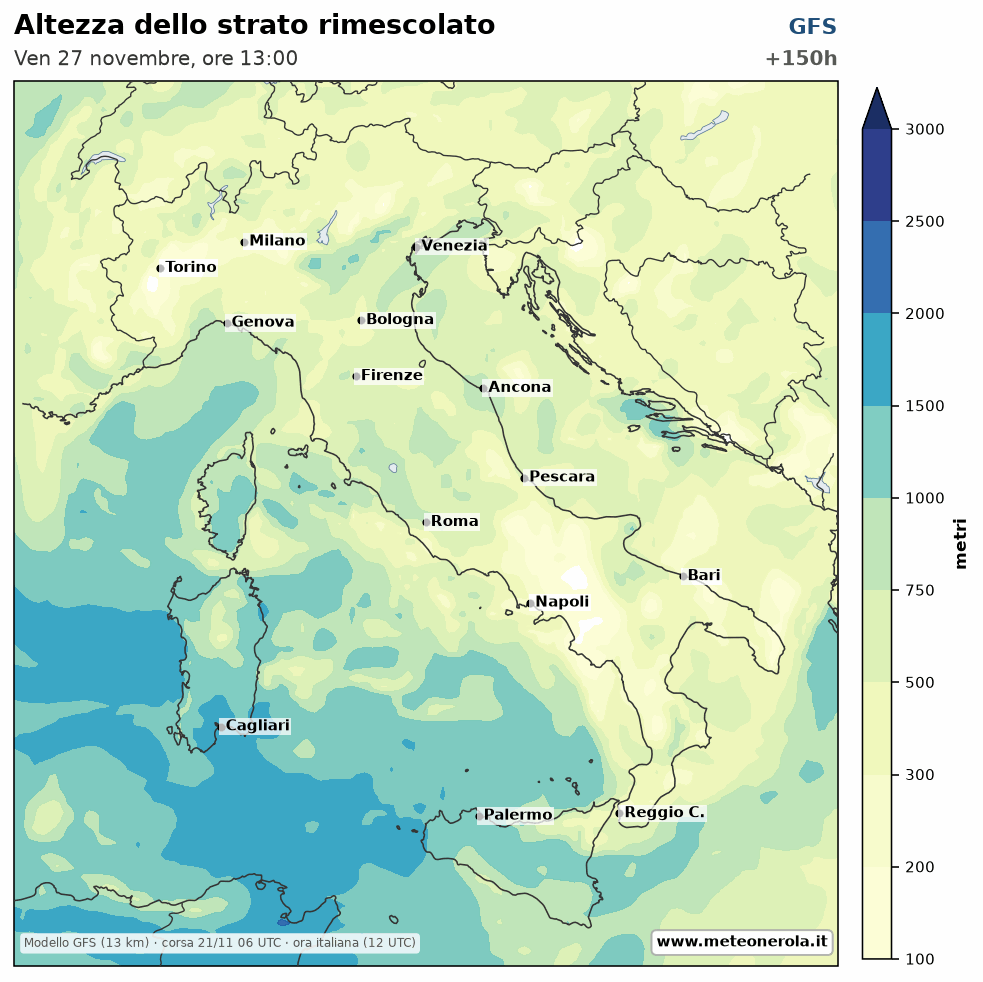 Altezza dello strato rimescolato
GFS
Ven 27 novembre, ore 13:00
+150h
Milano
Venezia
Torino
Genova
Bologna
Firenze
Ancona
Pescara
Roma
Bari
Napoli
Cagliari
Palermo
Reggio C.
3000
2500
2000
1500
1000
750
500
300
200
100
metri
Modello GFS (13 km) · corsa 21/11 06 UTC · ora italiana (12 UTC)
www.meteonerola.it